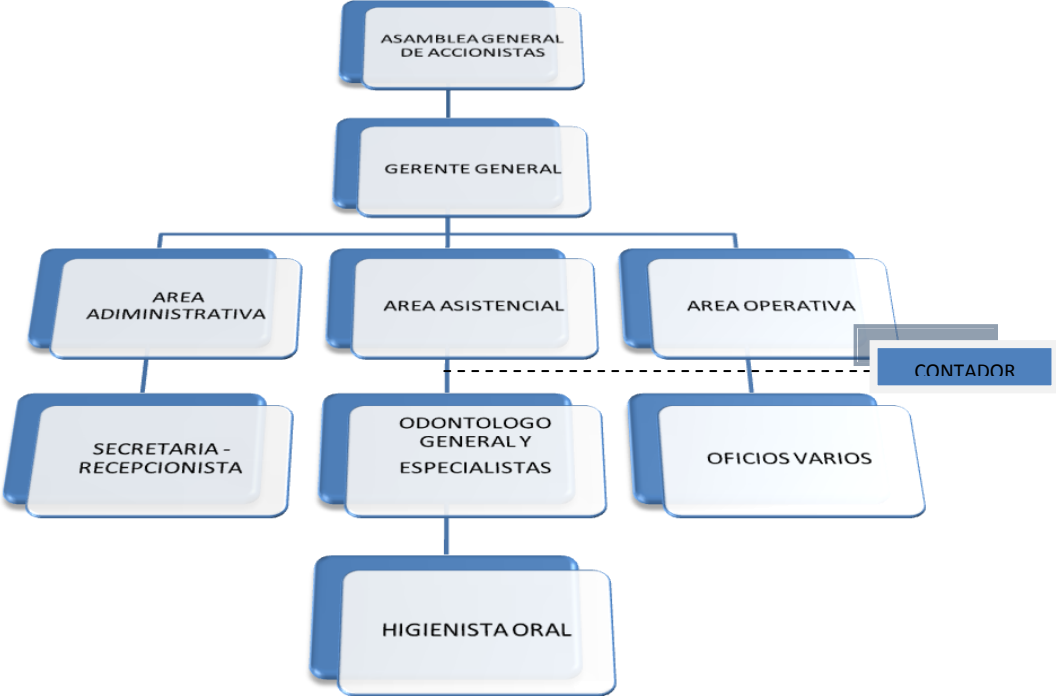 ASAMBLEA GENERAL
DE ACCIONISTAS
GERENTE GENERAL
AREA
ADIMINISTRATIVA
AREA ASISTENCIAL
AREA OPERATIVA
CONTADOR
SECRETARIA -
RECEPCIONISTA
ODONTOLOGO
GENERAL Y
ESPECIALISTAS
OFICIOS VARIOS
HIGIENISTA ORAL